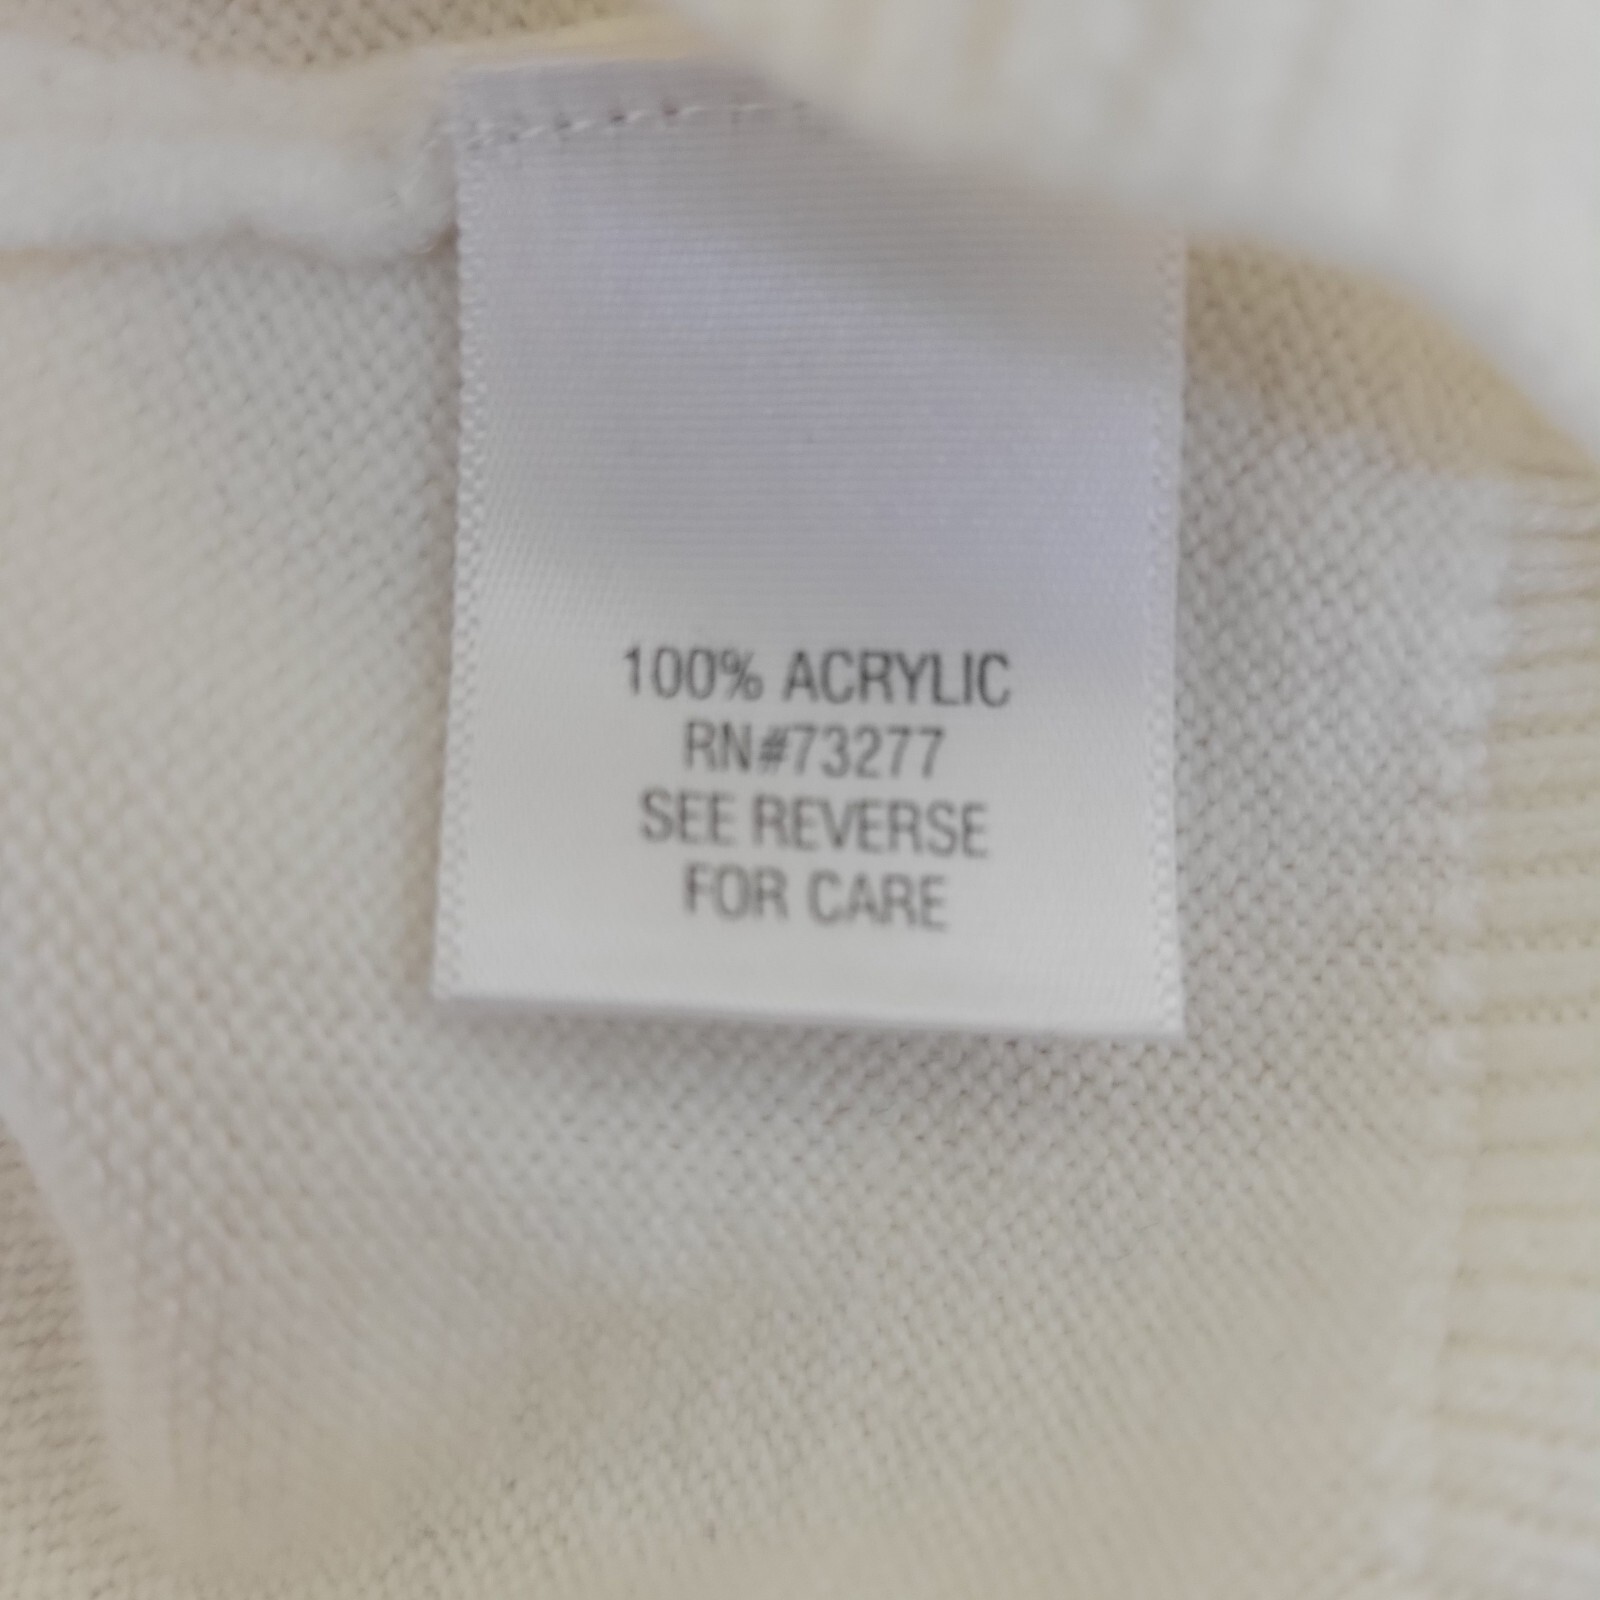 100% ACRYLIC
RN#73277
SEE REVERSE
FOR CARE